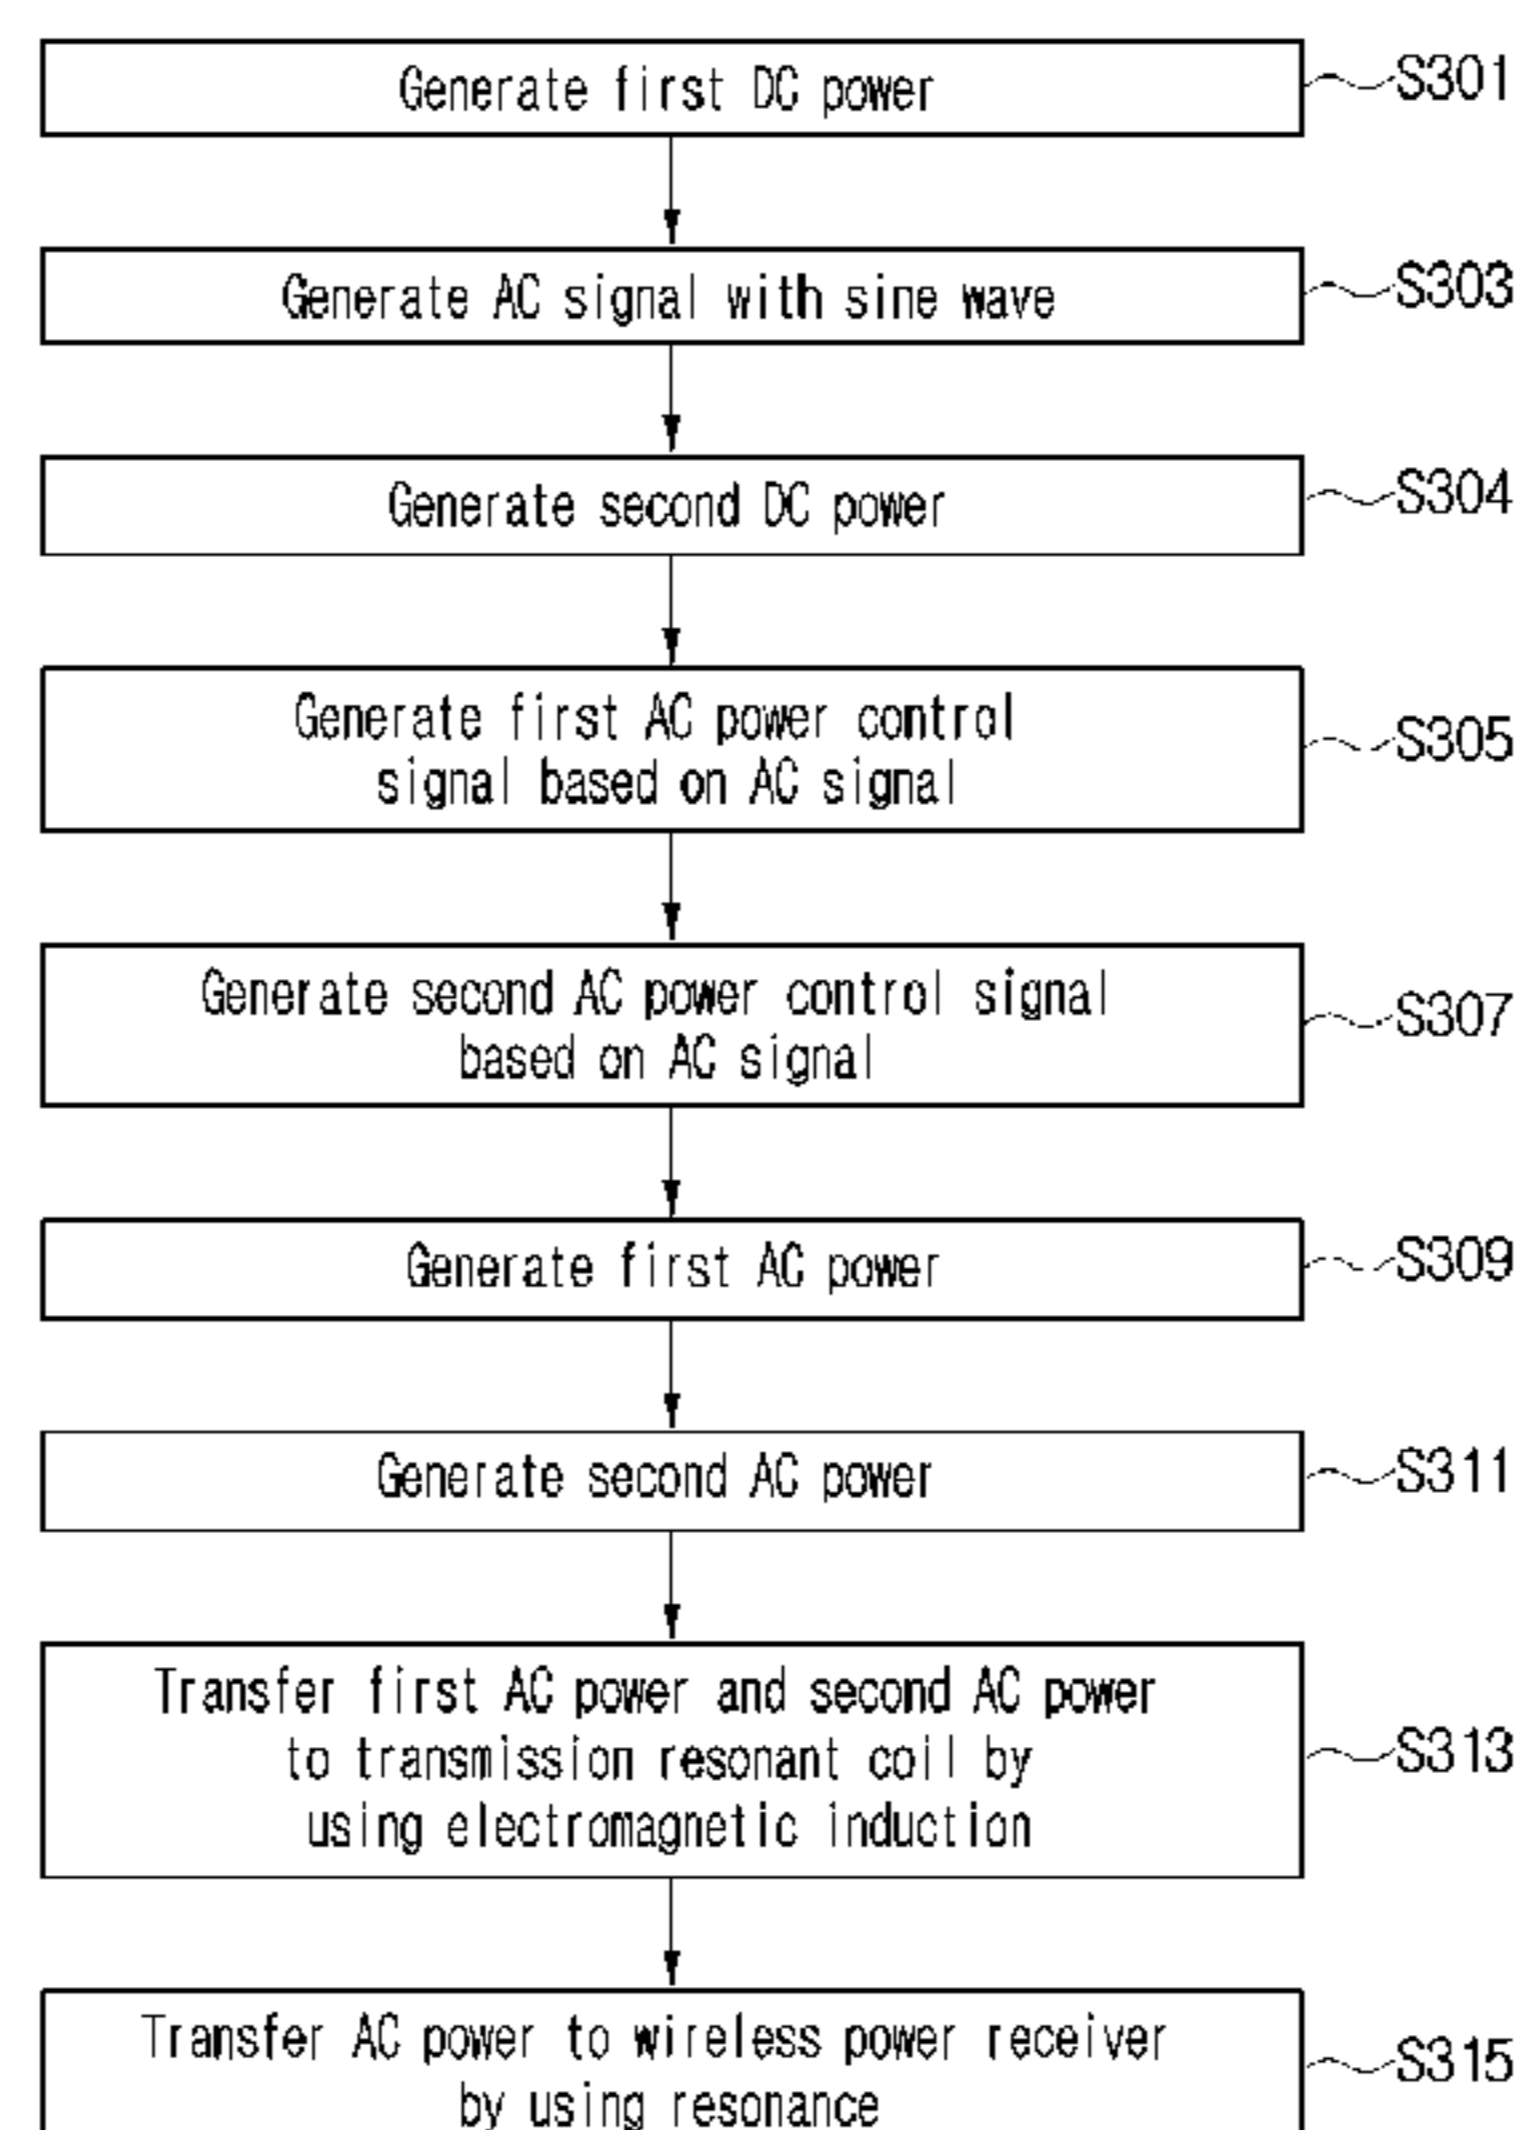 Generate first DC power
S301
Generate AC signal with sine wave
S303
Generate second DC power
S304
Generate first AC power control
signal based on AC signal
S305
Generate second AC power control signal
based on AC signal
S307
Generate first AC power
S309
Generate second AC power
S311
Transfer first AC power and second AC power
to transmission resonant coil by
using electromagnetic induction
S313
Transfer AC power to wireless power receiver
by using resonance
S315